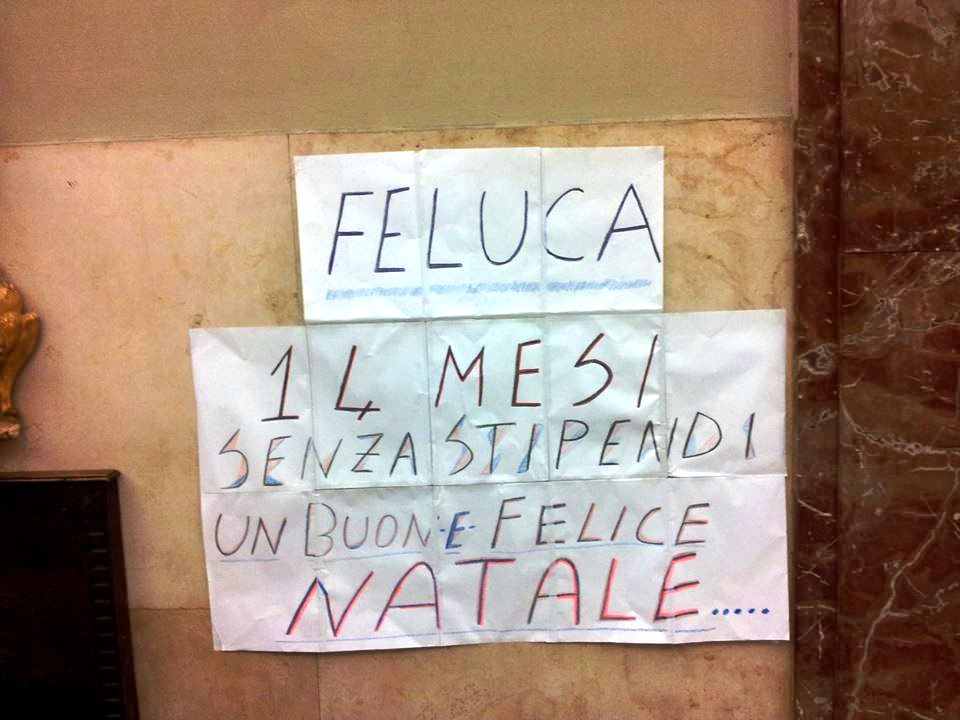 FELUCA
14 MESI
SENZA STIPENDI
UN BUON·E·FELICE
NATALE.....